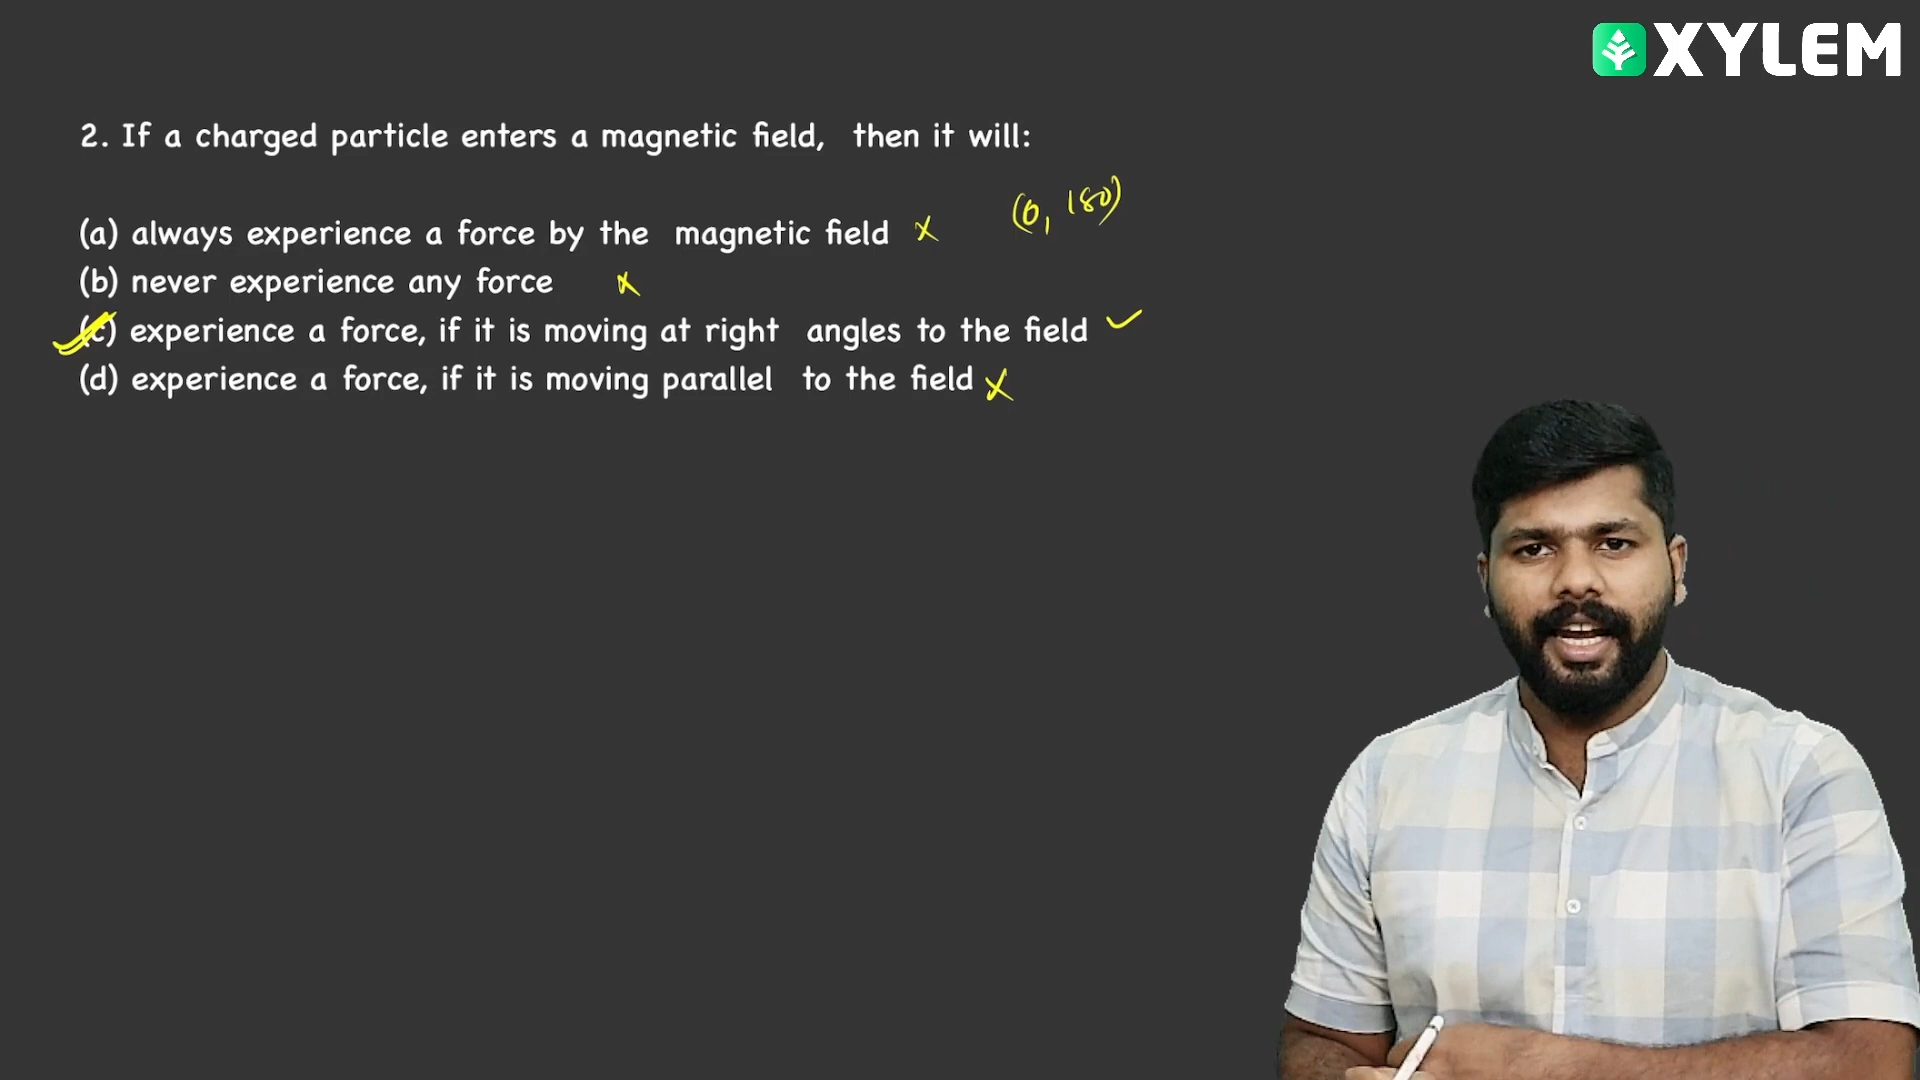 XYLEM
2. If a charged particle enters a magnetic field, then it will:
(0, 180)
(a) always experience a force by the magnetic field x
(b) never experience any force x
(c) experience a force, if it is moving at right angles to the field ✓
(d) experience a force, if it is moving parallel to the field x